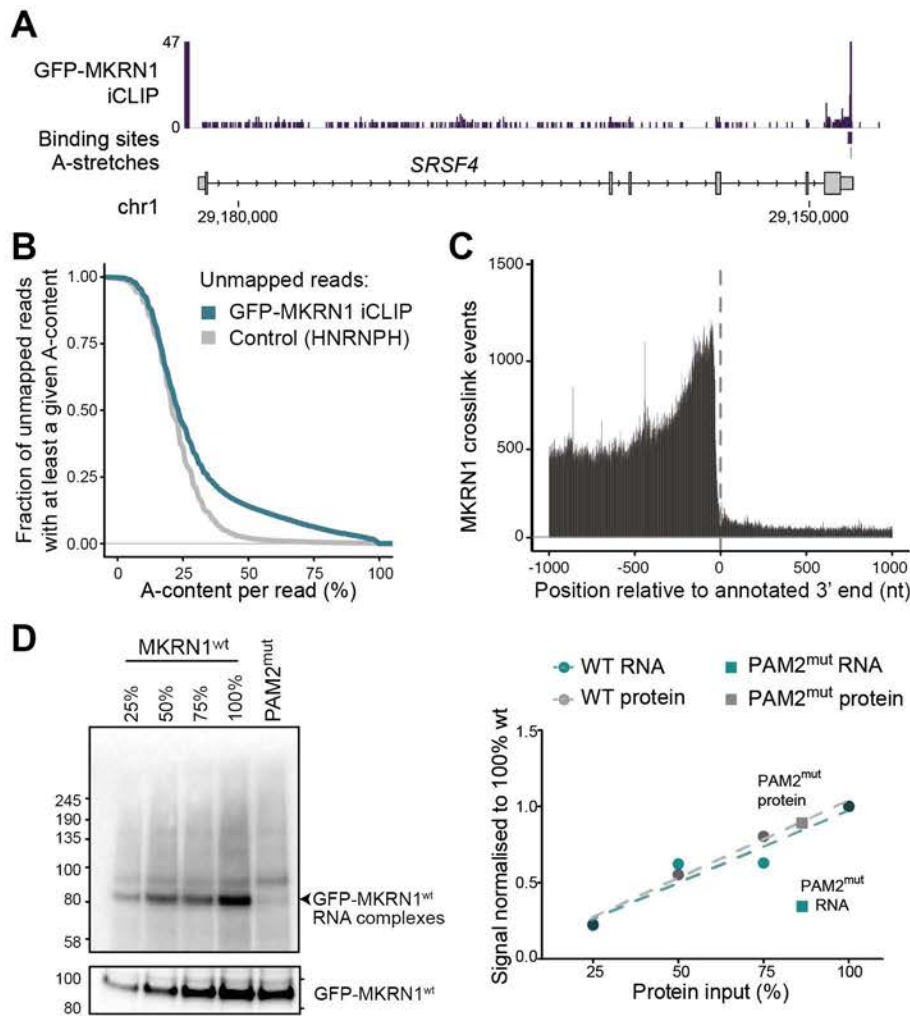 A
47
GFP-MKRN1
iCLIP
0
Binding sites
A-stretches
SRSF4
chr1
29,180,000
29,150,000
B
Fraction of unmapped reads
with at least a given A-content
1.00
0.75
0.50
0.25
0.00
Unmapped reads:
GFP-MKRN1 iCLIP
Control (HNRNPH)
0
25
50
75
100
A-content per read (%)
C
MKRN1 crosslink events
1500
1000
500
0
-1000
-500
0
500
1000
Position relative to annotated 3' end (nt)
D
MKRN1wt
25%
50%
75%
100%
PAM2mut
245
190
135
100
80
58
GFP-MKRN1wt
RNA complexes
100
80
GFP-MKRN1wt
WT RNA
PAM2mut RNA
WT protein
PAM2mut protein
Signal normalised to 100% wt
1.5
1.0
0.5
0.0
PAM2mut
protein
PAM2mut
RNA
25
50
75
100
Protein input (%)